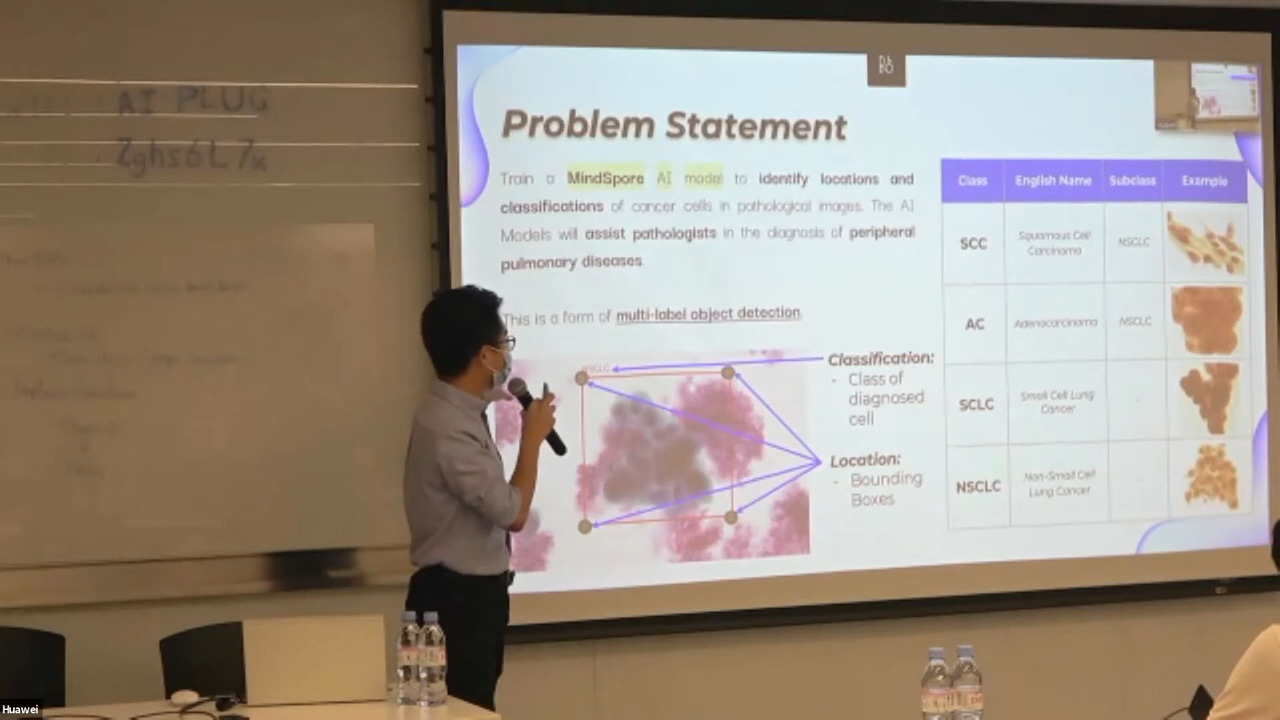 AI PLUG
Zghs6L7x
Problem Statement
Train a MindSpore AI model to identify locations and
classifications of cancer cells in pathological images. The AI
Models will assist pathologists in the diagnosis of peripheral
pulmonary diseases.
This is a form of multi-label object detection.
NSCLC
Classification:
- Class of
diagnosed
cell
Location:
- Bounding
Boxes
Class English Name Subclass Example
SCC Squamous Cell Carcinoma NSCLC
AC Adenocarcinoma NSCLC
SCLC Small Cell Lung Cancer -
NSCLC Non-Small Cell Lung Cancer
Huawei